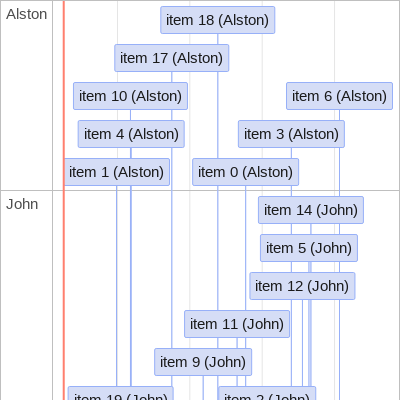 Alston
item 18 (Alston)
item 17 (Alston)
item 10 (Alston)
item 6 (Alston)
item 4 (Alston)
item 3 (Alston)
item 1 (Alston)
item 0 (Alston)
John
item 14 (John)
item 5 (John)
item 12 (John)
item 11 (John)
item 9 (John)
item 19 (John)
item 2 (John)